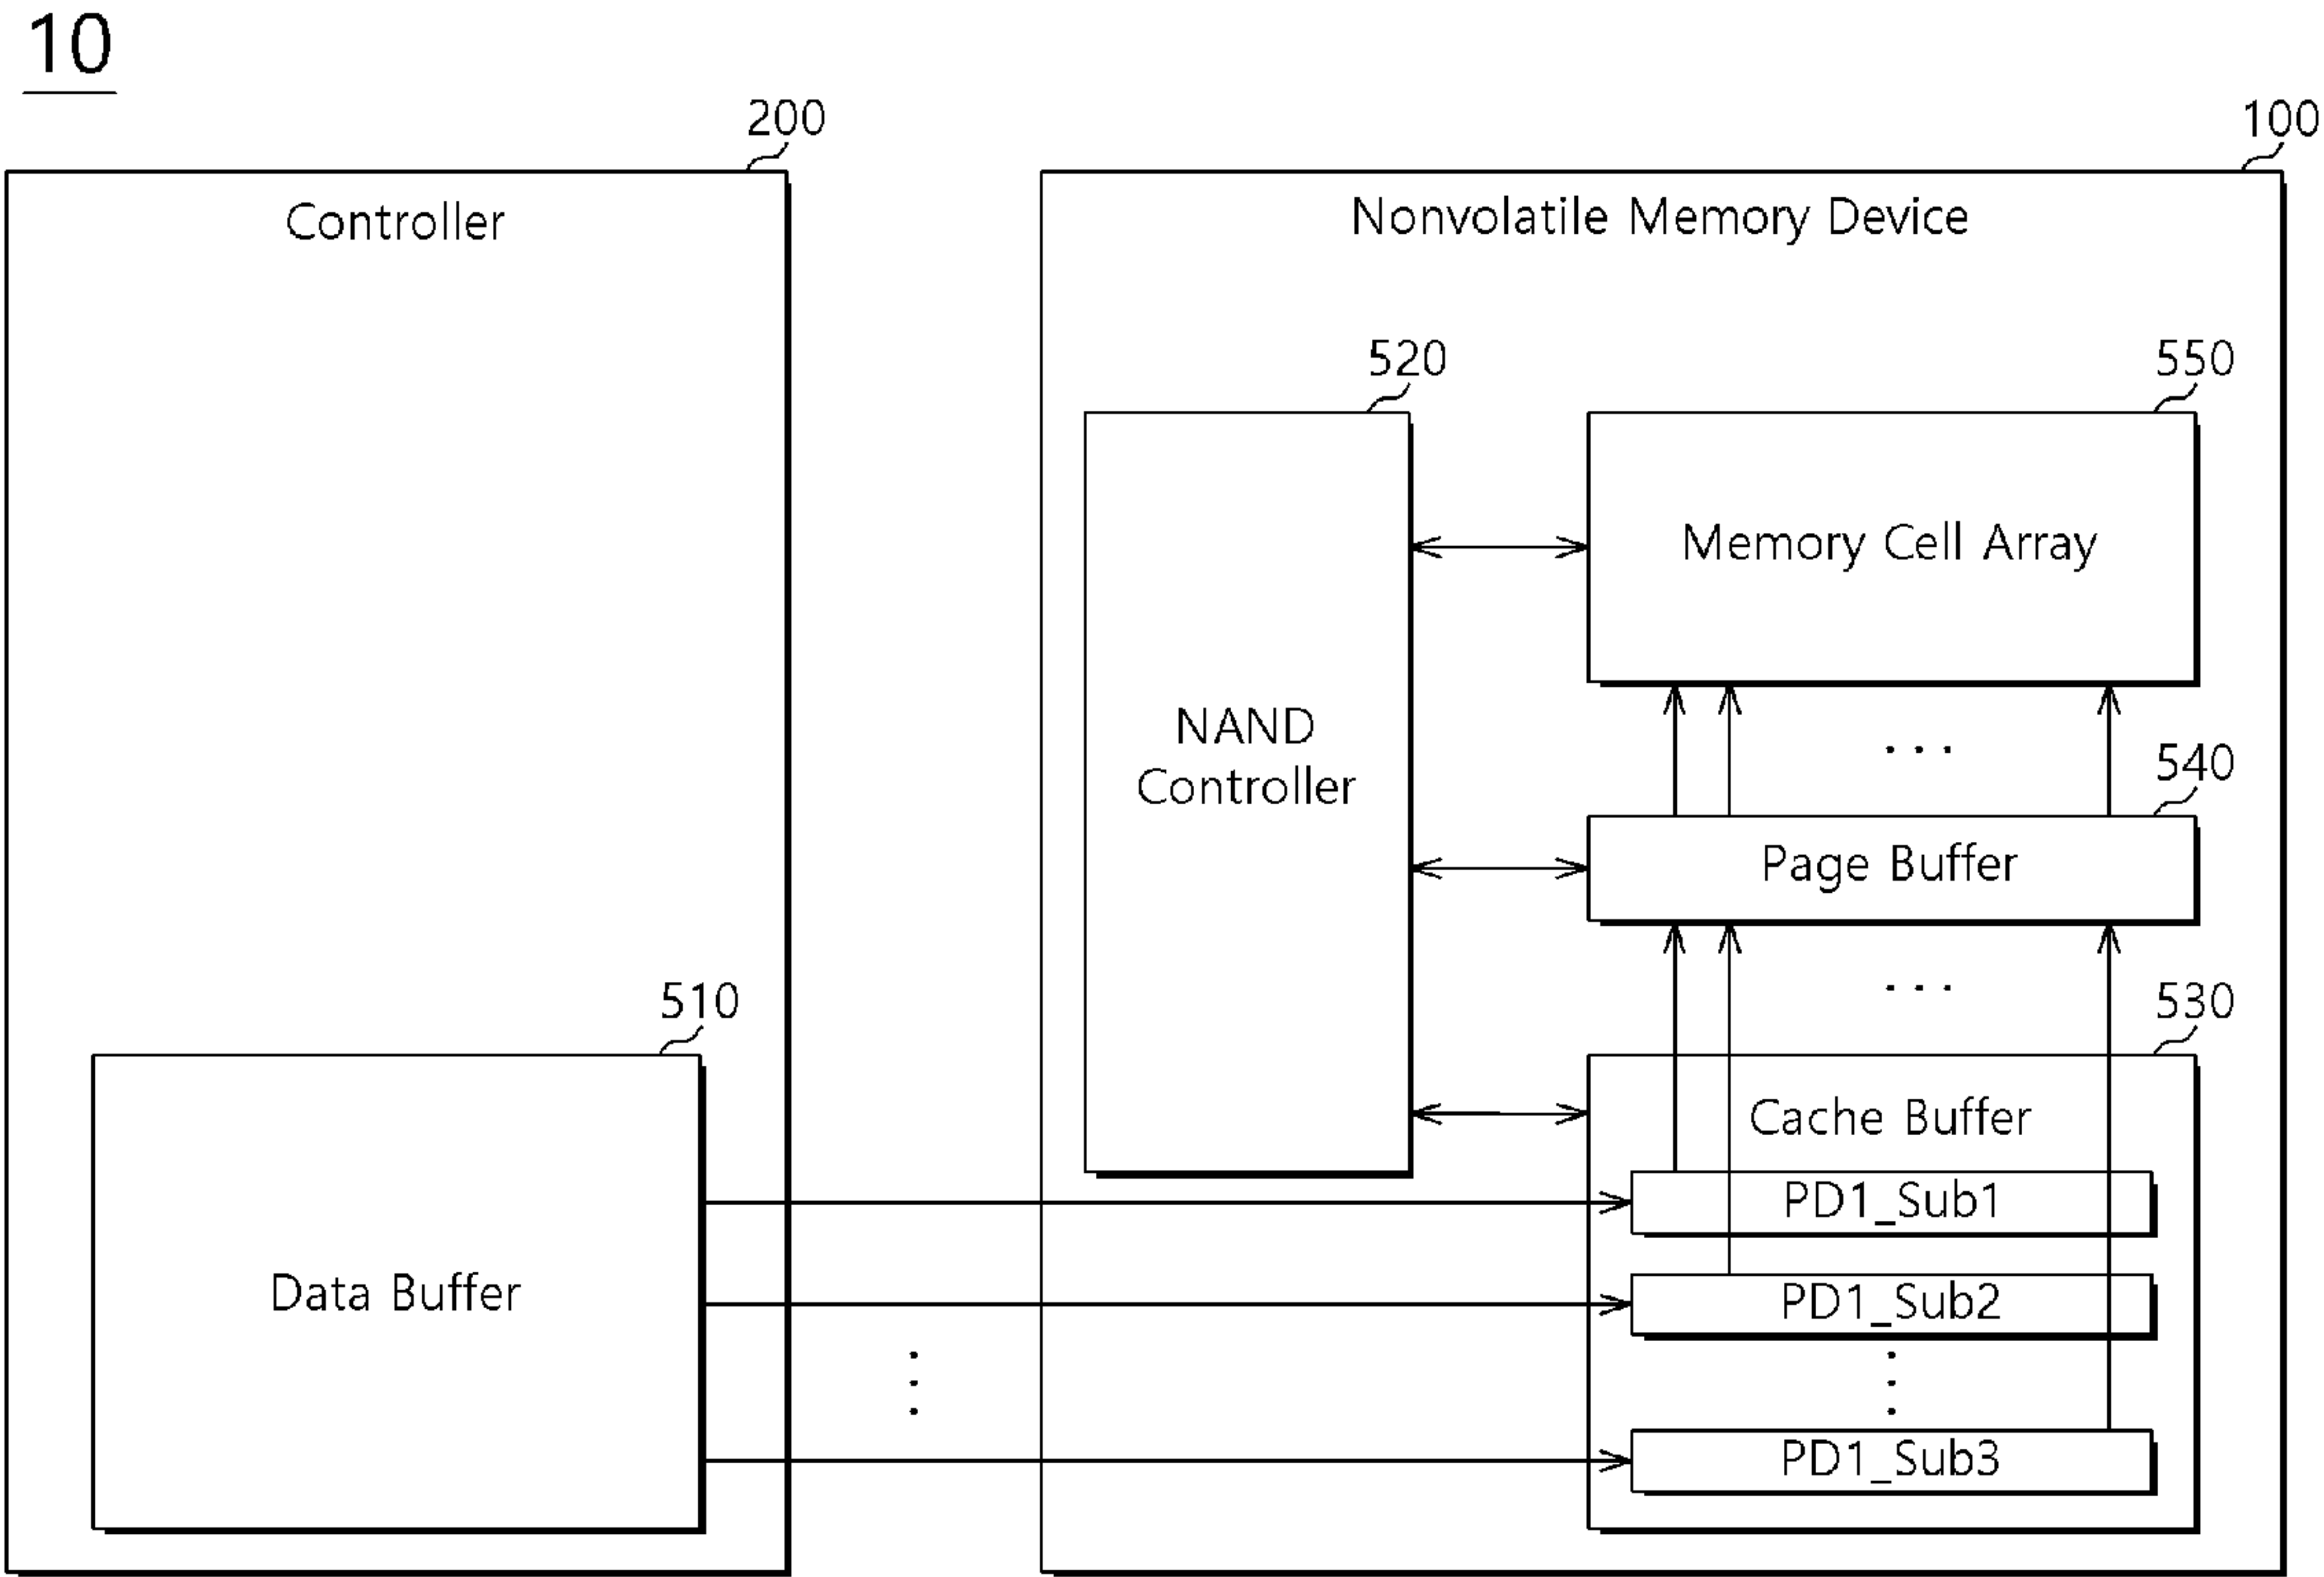 10
200
100
Controller
Nonvolatile Memory Device
520
550
Memory Cell Array
NAND
Controller
540
Page Buffer
510
530
Cache Buffer
PD1_Sub1
Data Buffer
PD1_Sub2
PD1_Sub3